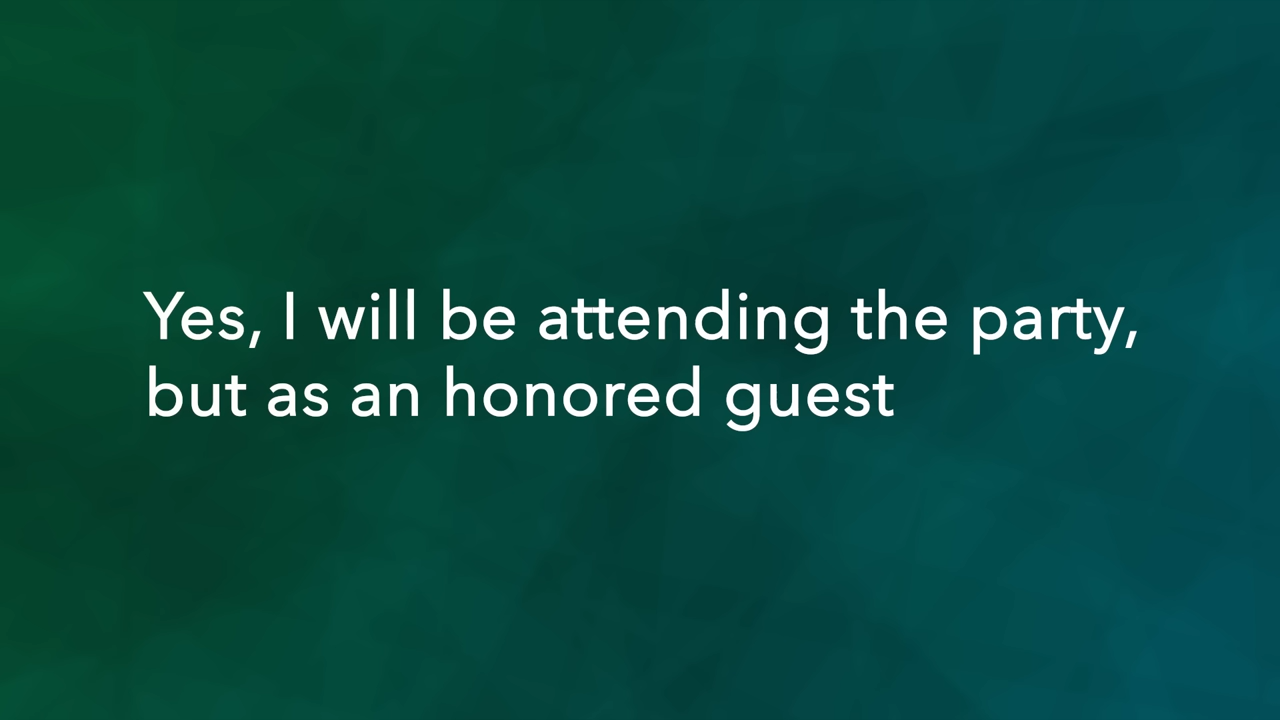 Yes, I will be attending the party,
but as an honored guest